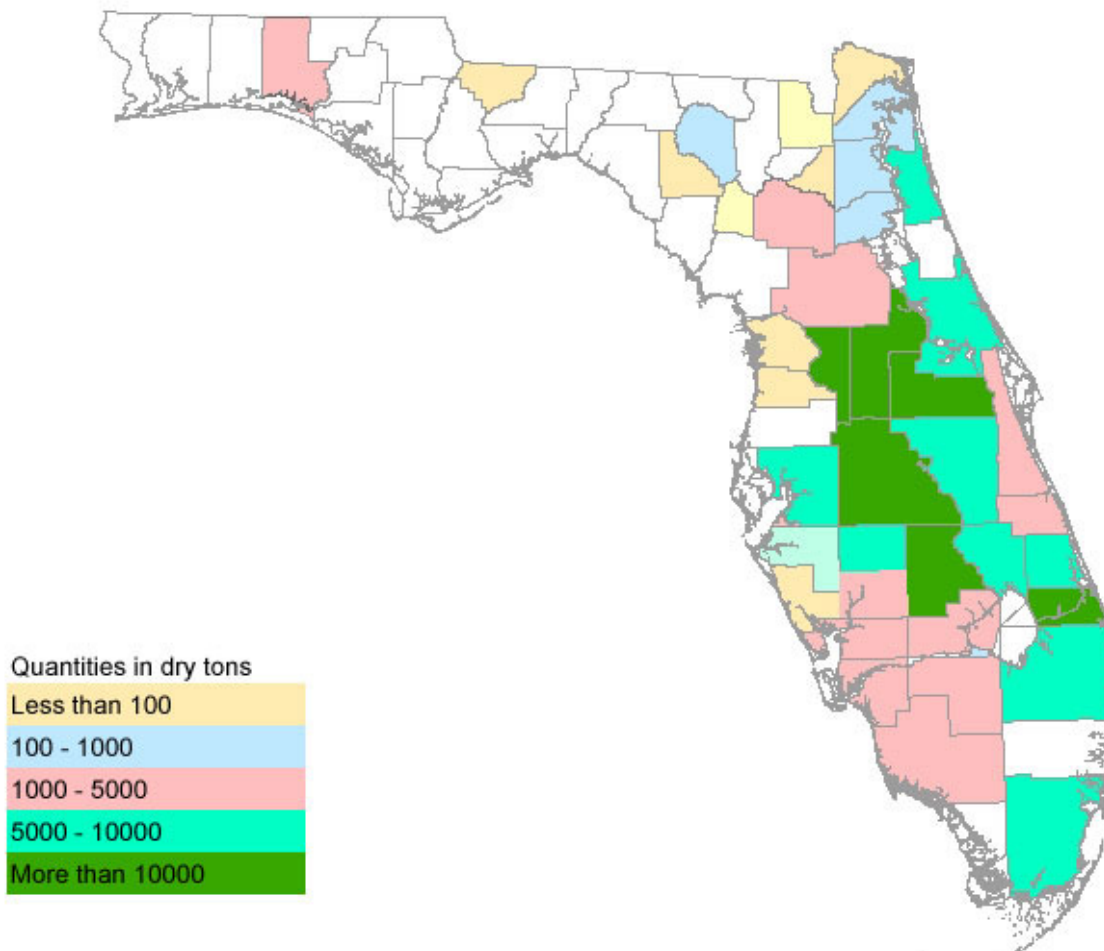 Quantities in dry tons
Less than 100
100 - 1000
1000 - 5000
5000 - 10000
More than 10000